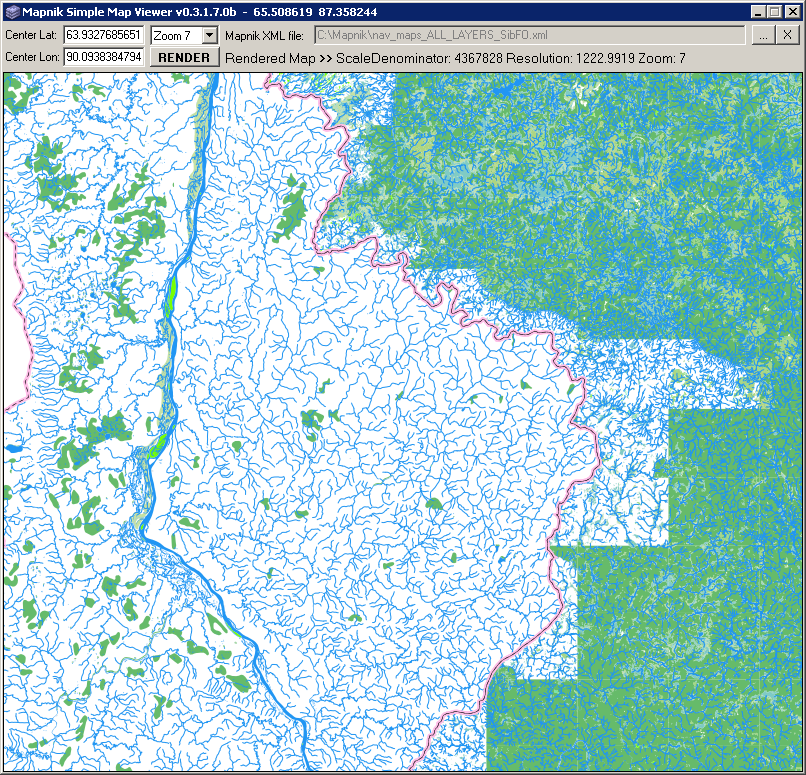 Mapnik Simple Map Viewer v0.3.1.7.0b  -  65.508619  87.358244
Center Lat: 63.9327685651 Zoom 7 Mapnik XML file: C:\Mapnik\nav_maps_ALL_LAYERS_SibFO.xml ... X
Center Lon: 90.0938384794 RENDER Rendered Map >> ScaleDenominator: 4367828 Resolution: 1222.9919 Zoom: 7